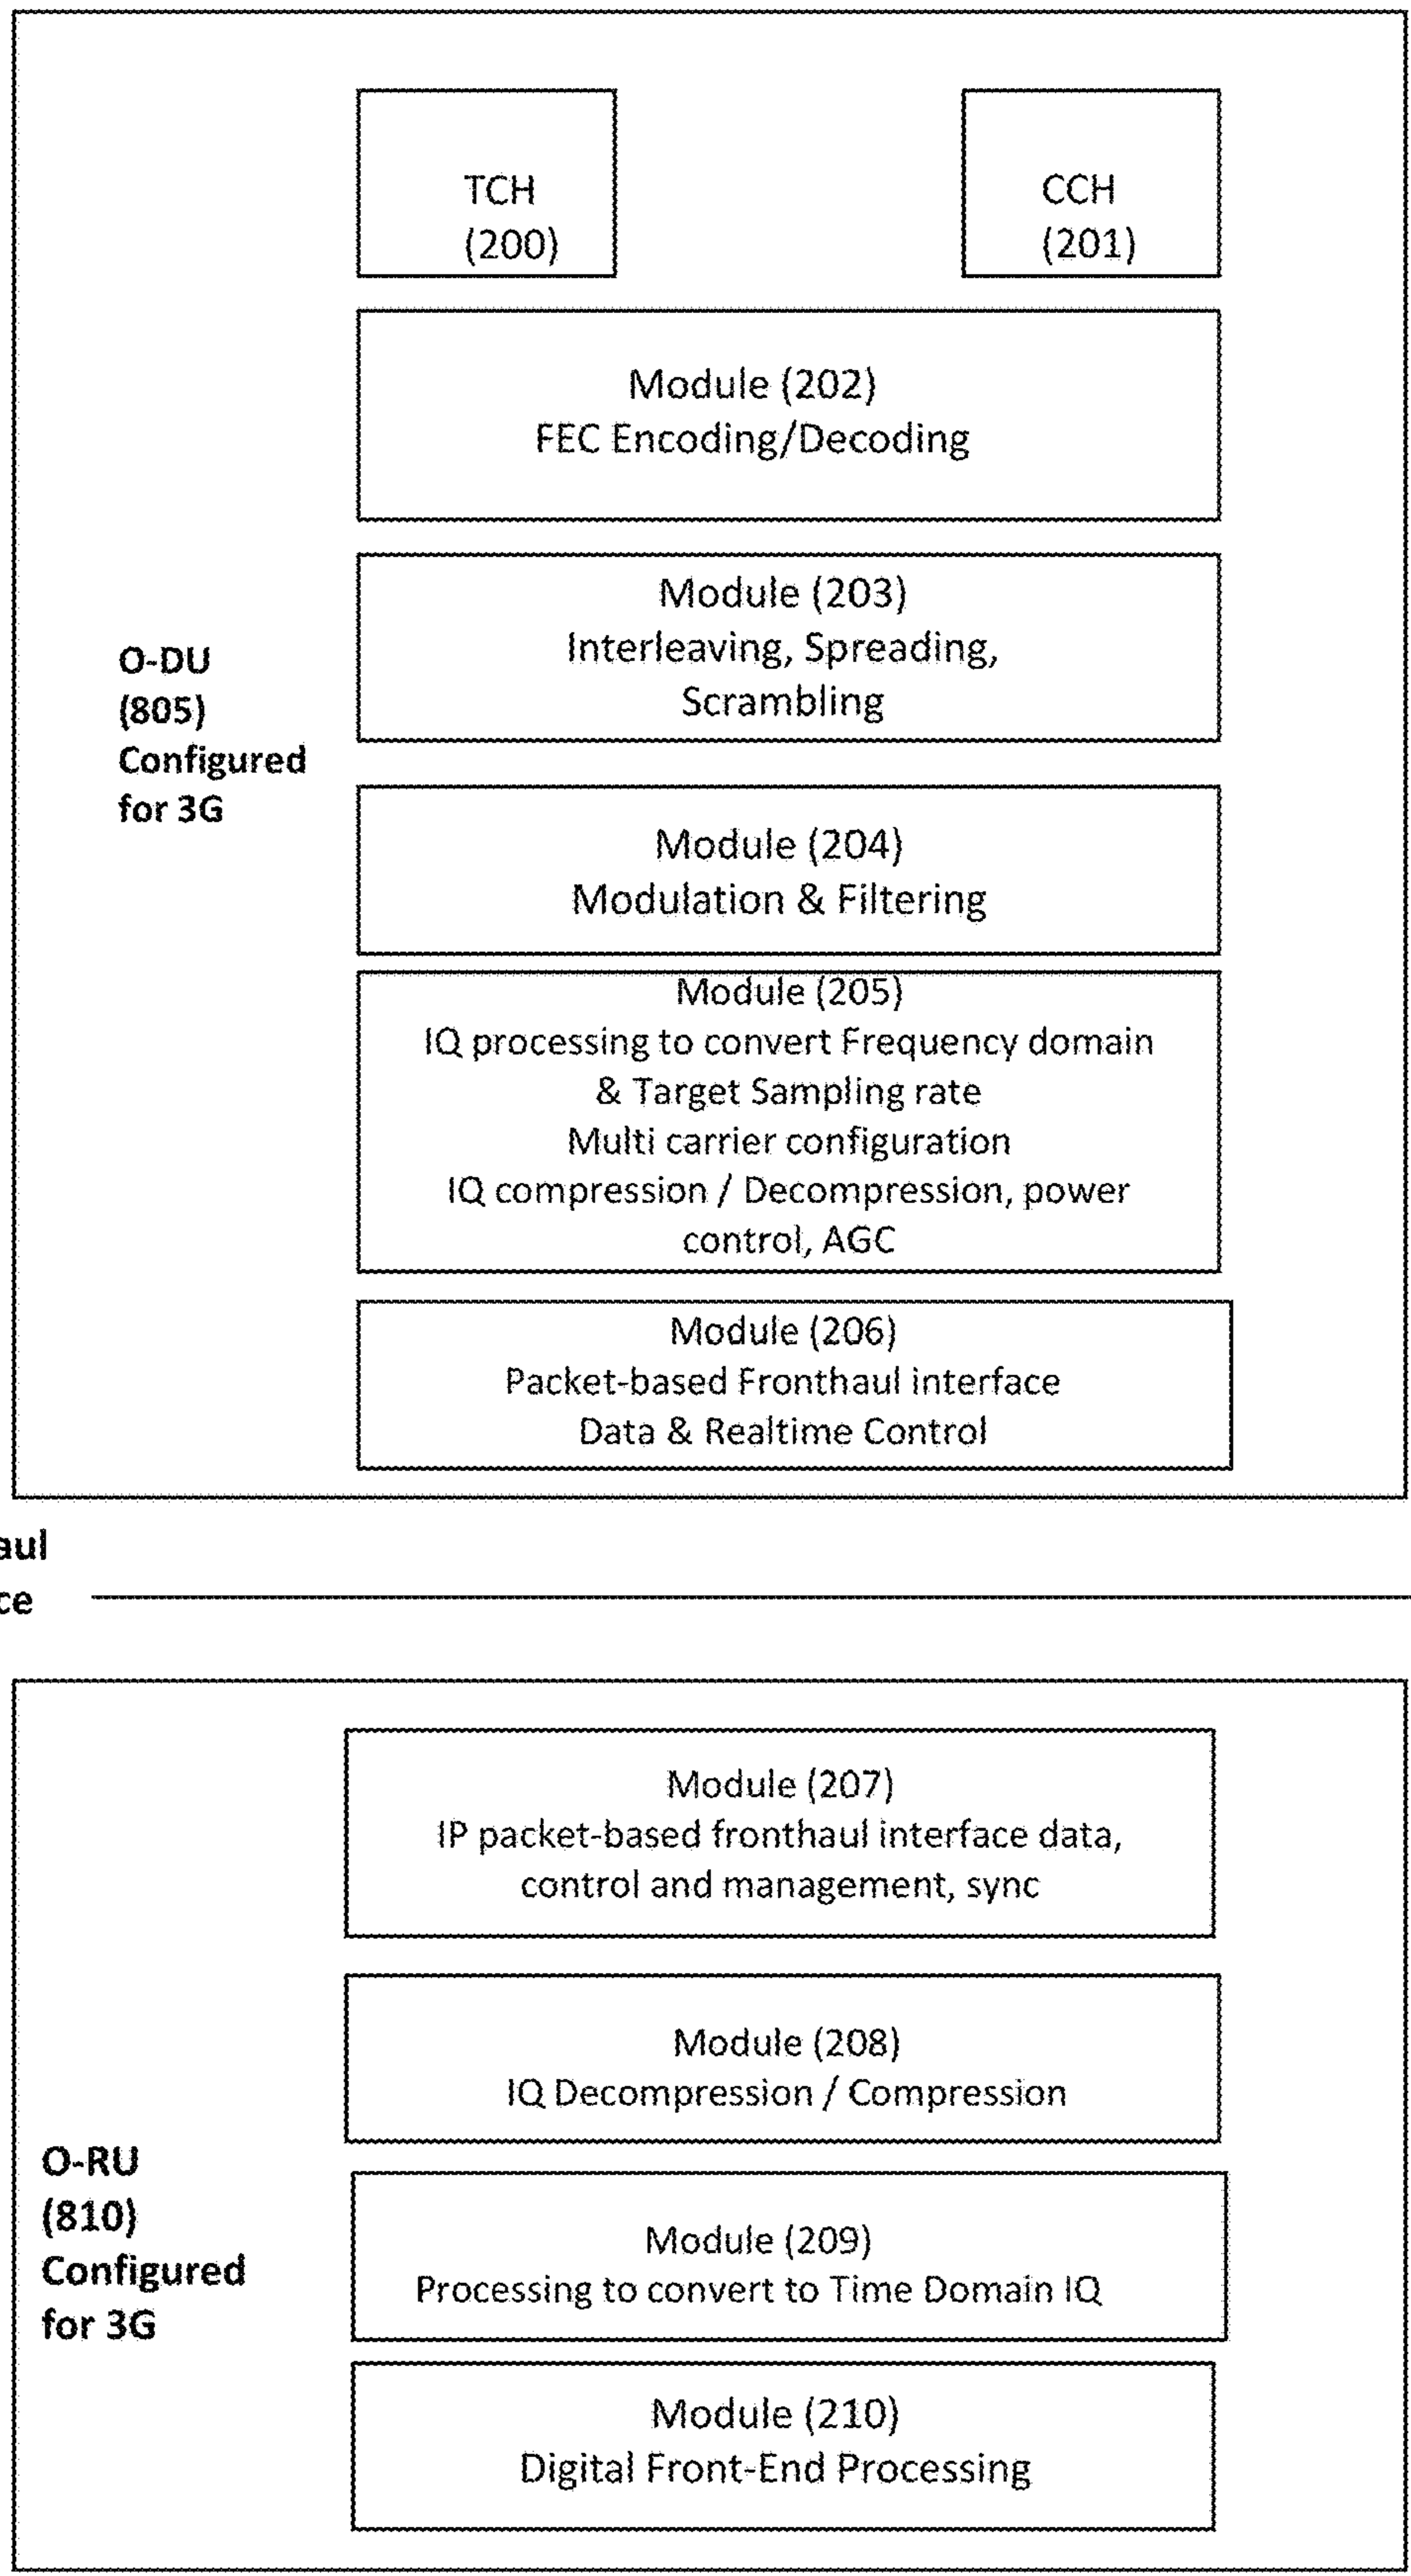 TCH
(200)
CCH
(201)
Module (202)
FEC Encoding/Decoding
Module (203)
Interleaving, Spreading,
Scrambling
O-DU
(805)
Configured
for 3G
Module (204)
Modulation & Filtering
Module (205)
IQ processing to convert Frequency domain
& Target Sampling rate
Multi carrier configuration
IQ compression / Decompression, power
control, AGC
Module (206)
Packet-based Fronthaul interface
Data & Realtime Control
aul
ce
Module (207)
IP packet-based fronthaul interface data,
control and management, sync
Module (208)
IQ Decompression / Compression
O-RU
(810)
Configured
for 3G
Module (209)
Processing to convert to Time Domain IQ
Module (210)
Digital Front-End Processing